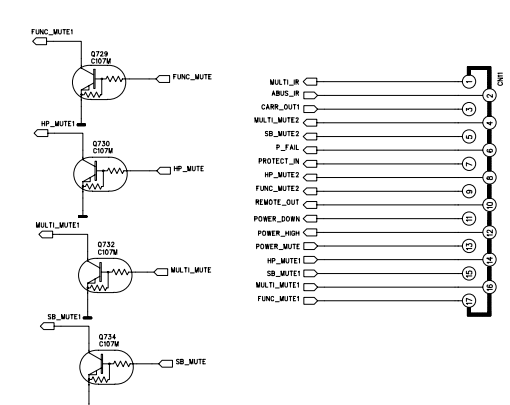 FUNC_MUTE1
Q729
C107M
FUNC_MUTE
HP_MUTE1
Q730
C107M
HP_MUTE
MULTI_MUTE1
Q732
C107M
MULTI_MUTE
SB_MUTE1
Q734
C107M
SB_MUTE
CN11
MULTI_IR 1
ABUS_IR 2
CARR_OUT1 3
MULTI_MUTE2 4
SB_MUTE2 5
P_FAIL 6
PROTECT_IN 7
HP_MUTE2 8
FUNC_MUTE2 9
REMOTE_OUT 10
POWER_DOWN 11
POWER_HIGH 12
POWER_MUTE 13
HP_MUTE1 14
SB_MUTE1 15
MULTI_MUTE1 16
FUNC_MUTE1 17